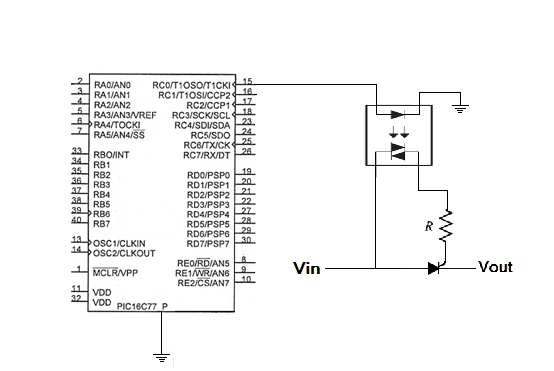 2 RA0/AN0 RC0/T1OSO/T1CKI 15
3 RA1/AN1 RC1/T1OSI/CCP2 16
4 RA2/AN2 RC2/CCP1 17
5 RA3/AN3/VREF RC3/SCK/SCL 18
6 RA4/TOCKI RC4/SDI/SDA 23
7 RA5/AN4/SS RC5/SDO 24
RC6/TX/CK 25
33 RBO/INT RC7/RX/DT 26
34 RB1
35 RB2 RD0/PSP0 19
36 RB3 RD1/PSP1 20
37 RB4 RD2/PSP2 21
38 RB5 RD3/PSP3 22
39 RB6 RD4/PSP4 27
40 RB7 RD5/PSP5 28
RD6/PSP6 29
13 OSC1/CLKIN RD7/PSP7 30
14 OSC2/CLKOUT
RE0/RD/AN5 8
1 MCLR/VPP RE1/WR/AN6 9
RE2/CS/AN7 10
11 VDD
32 VDD
PIC16C77 P
R
Vin
Vout